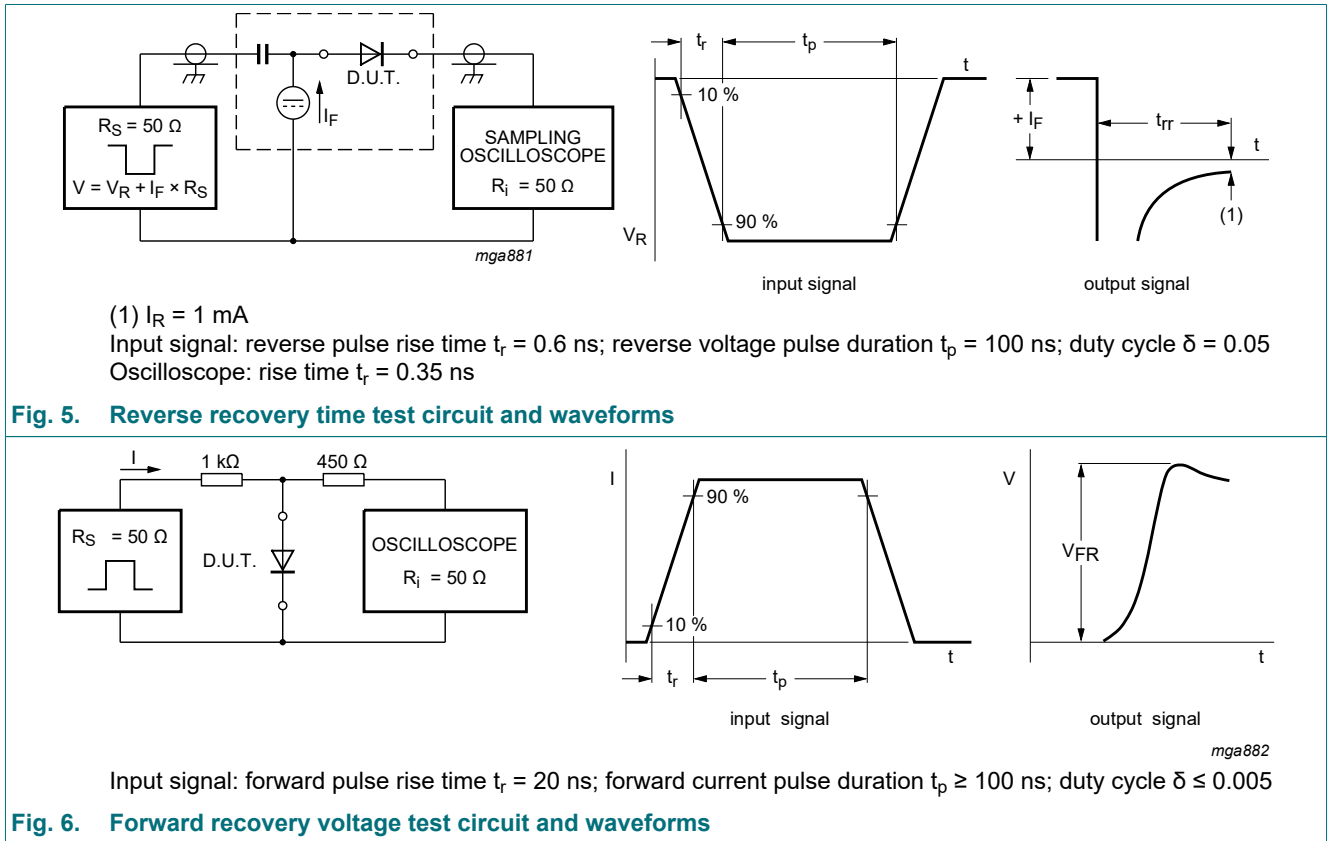 D.U.T.
I_F
R_S = 50 Ω
V = V_R + I_F × R_S
SAMPLING
OSCILLOSCOPE
R_i = 50 Ω
mga881
t_r
t_p
t
10 %
90 %
V_R
input signal
+ I_F
t_rr
t
(1)
output signal
(1) I_R = 1 mA
Input signal: reverse pulse rise time t_r = 0.6 ns; reverse voltage pulse duration t_p = 100 ns; duty cycle δ = 0.05
Oscilloscope: rise time t_r = 0.35 ns
Fig. 5. Reverse recovery time test circuit and waveforms
I
1 kΩ
450 Ω
R_S = 50 Ω
D.U.T.
OSCILLOSCOPE
R_i = 50 Ω
I
90 %
10 %
t
t_r
t_p
input signal
V
V_FR
t
output signal
mga882
Input signal: forward pulse rise time t_r = 20 ns; forward current pulse duration t_p ≥ 100 ns; duty cycle δ ≤ 0.005
Fig. 6. Forward recovery voltage test circuit and waveforms